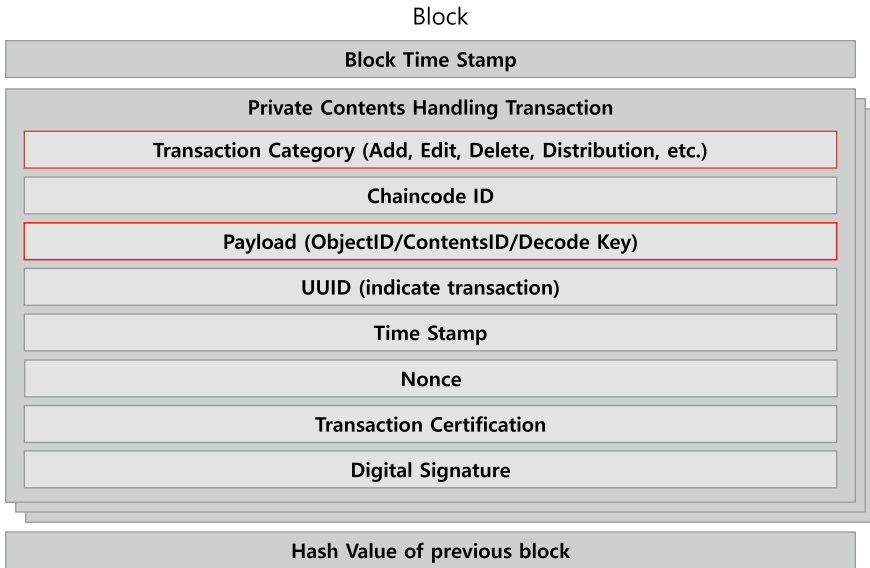 Block
Block Time Stamp
Private Contents Handling Transaction
Transaction Category (Add, Edit, Delete, Distribution, etc.)
Chaincode ID
Payload (ObjectID/ContentsID/Decode Key)
UUID (indicate transaction)
Time Stamp
Nonce
Transaction Certification
Digital Signature
Hash Value of previous block